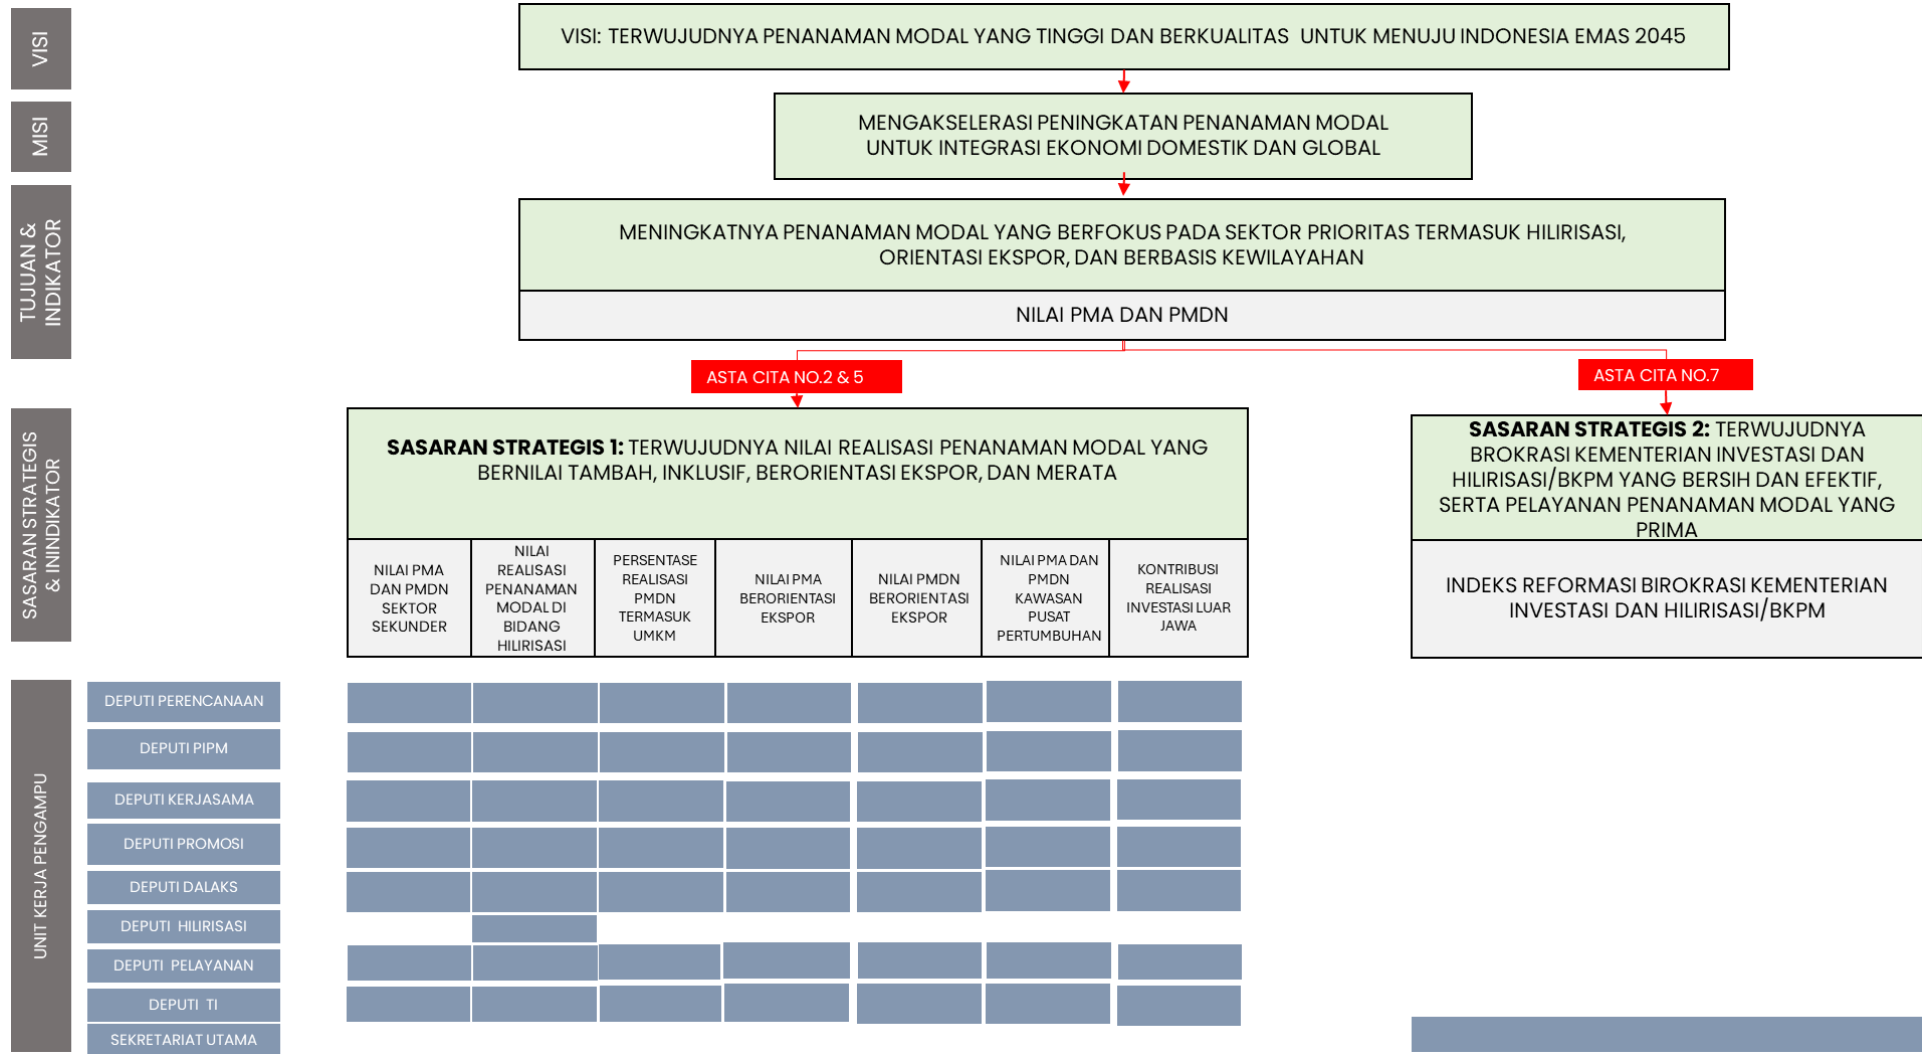 VISI
VISI: TERWUJUDNYA PENANAMAN MODAL YANG TINGGI DAN BERKUALITAS UNTUK MENUJU INDONESIA EMAS 2045
MISI
MENGAKSELERASI PENINGKATAN PENANAMAN MODAL
UNTUK INTEGRASI EKONOMI DOMESTIK DAN GLOBAL
TUJUAN &
INDIKATOR
MENINGKATNYA PENANAMAN MODAL YANG BERFOKUS PADA SEKTOR PRIORITAS TERMASUK HILIRISASI,
ORIENTASI EKSPOR, DAN BERBASIS KEWILAYAHAN
NILAI PMA DAN PMDN
ASTA CITA NO.2 & 5
ASTA CITA NO.7
SASARAN STRATEGIS
& ININDIKATOR
SASARAN STRATEGIS 1: TERWUJUDNYA NILAI REALISASI PENANAMAN MODAL YANG
BERNILAI TAMBAH, INKLUSIF, BERORIENTASI EKSPOR, DAN MERATA
NILAI PMA
DAN PMDN
SEKTOR
SEKUNDER
NILAI
REALISASI
PENANAMAN
MODAL DI
BIDANG
HILIRISASI
PERSENTASE
REALISASI
PMDN
TERMASUK
UMKM
NILAI PMA
BERORIENTASI
EKSPOR
NILAI PMDN
BERORIENTASI
EKSPOR
NILAI PMA DAN
PMDN
KAWASAN
PUSAT
PERTUMBUHAN
KONTRIBUSI
REALISASI
INVESTASI LUAR
JAWA
SASARAN STRATEGIS 2: TERWUJUDNYA
BROKRASI KEMENTERIAN INVESTASI DAN
HILIRISASI/BKPM YANG BERSIH DAN EFEKTIF,
SERTA PELAYANAN PENANAMAN MODAL YANG
PRIMA
INDEKS REFORMASI BIROKRASI KEMENTERIAN
INVESTASI DAN HILIRISASI/BKPM
UNIT KERJA PENGAMPU
DEPUTI PERENCANAAN
DEPUTI PIPM
DEPUTI KERJASAMA
DEPUTI PROMOSI
DEPUTI DALAKS
DEPUTI HILIRISASI
DEPUTI PELAYANAN
DEPUTI TI
SEKRETARIAT UTAMA